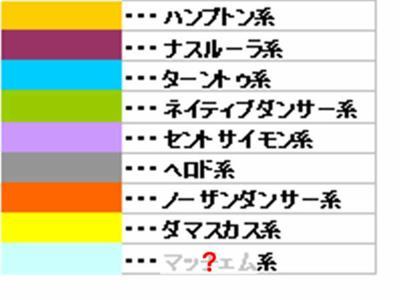 ･･･ハンプトン系
･･･ナスルーラ系
･･･ターントゥ系
･･･ネイティブダンサー系
･･･セントサイモン系
･･･ヘロド系
･･･ノーザンダンサー系
･･･ダマスカス系
･･･マッ?ェム系